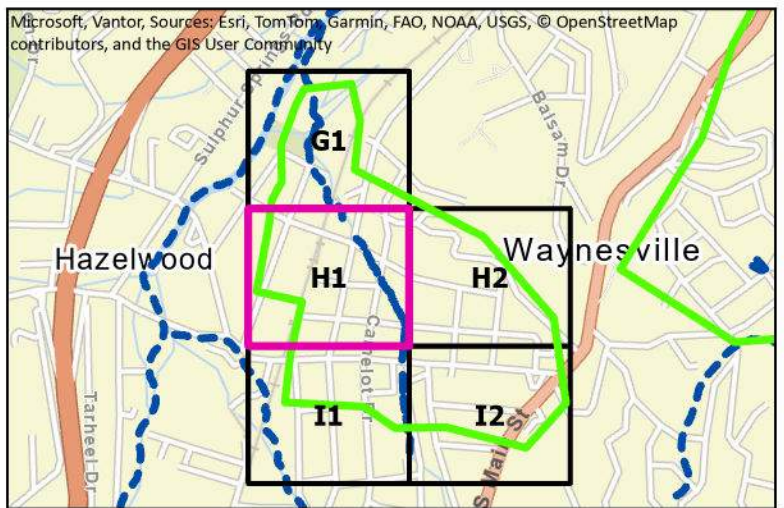 Microsoft, Vantor, Sources: Esri, TomTom, Garmin, FAO, NOAA, USGS, © OpenStreetMap
contributors, and the GIS User Community
Sulphur Springs
Balsam Dr
G1
Hazelwood
H1
H2
Waynesville
Camelot Dr
Tarheel Dr
I1
I2
S Main St